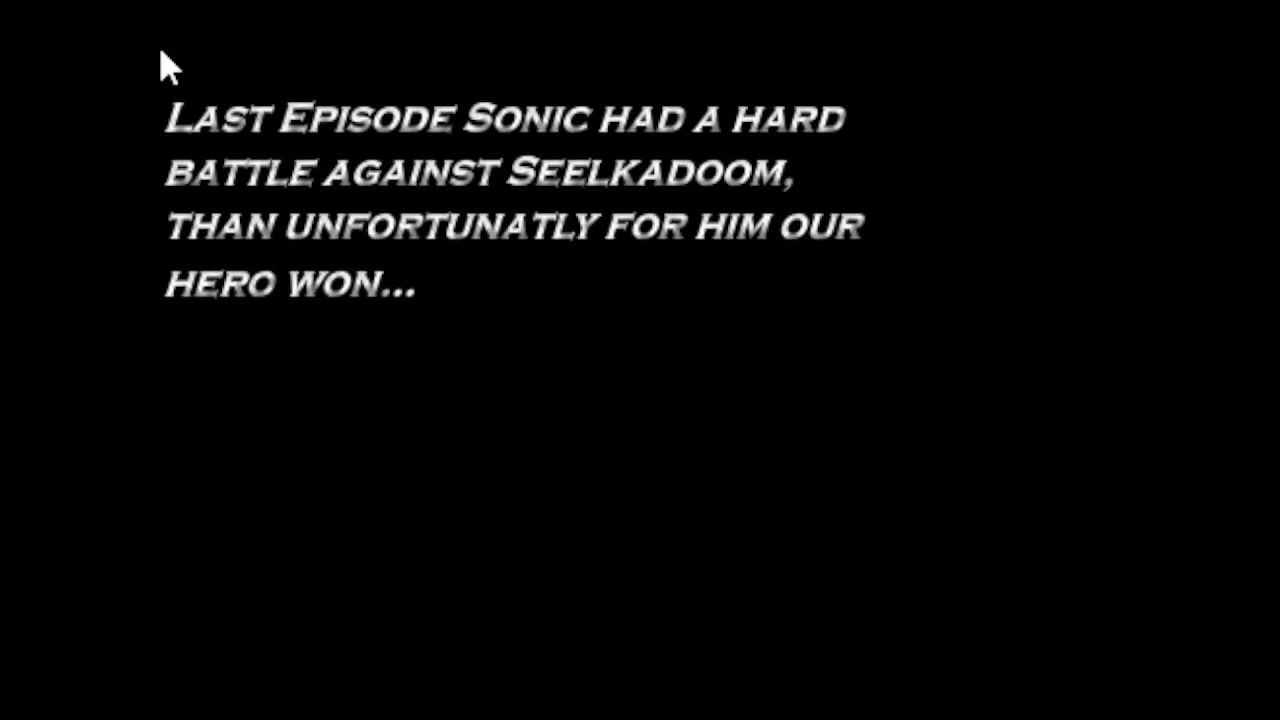 Last Episode Sonic had a hard
battle against Seelkadoom,
than unfortunatly for him our
hero won...